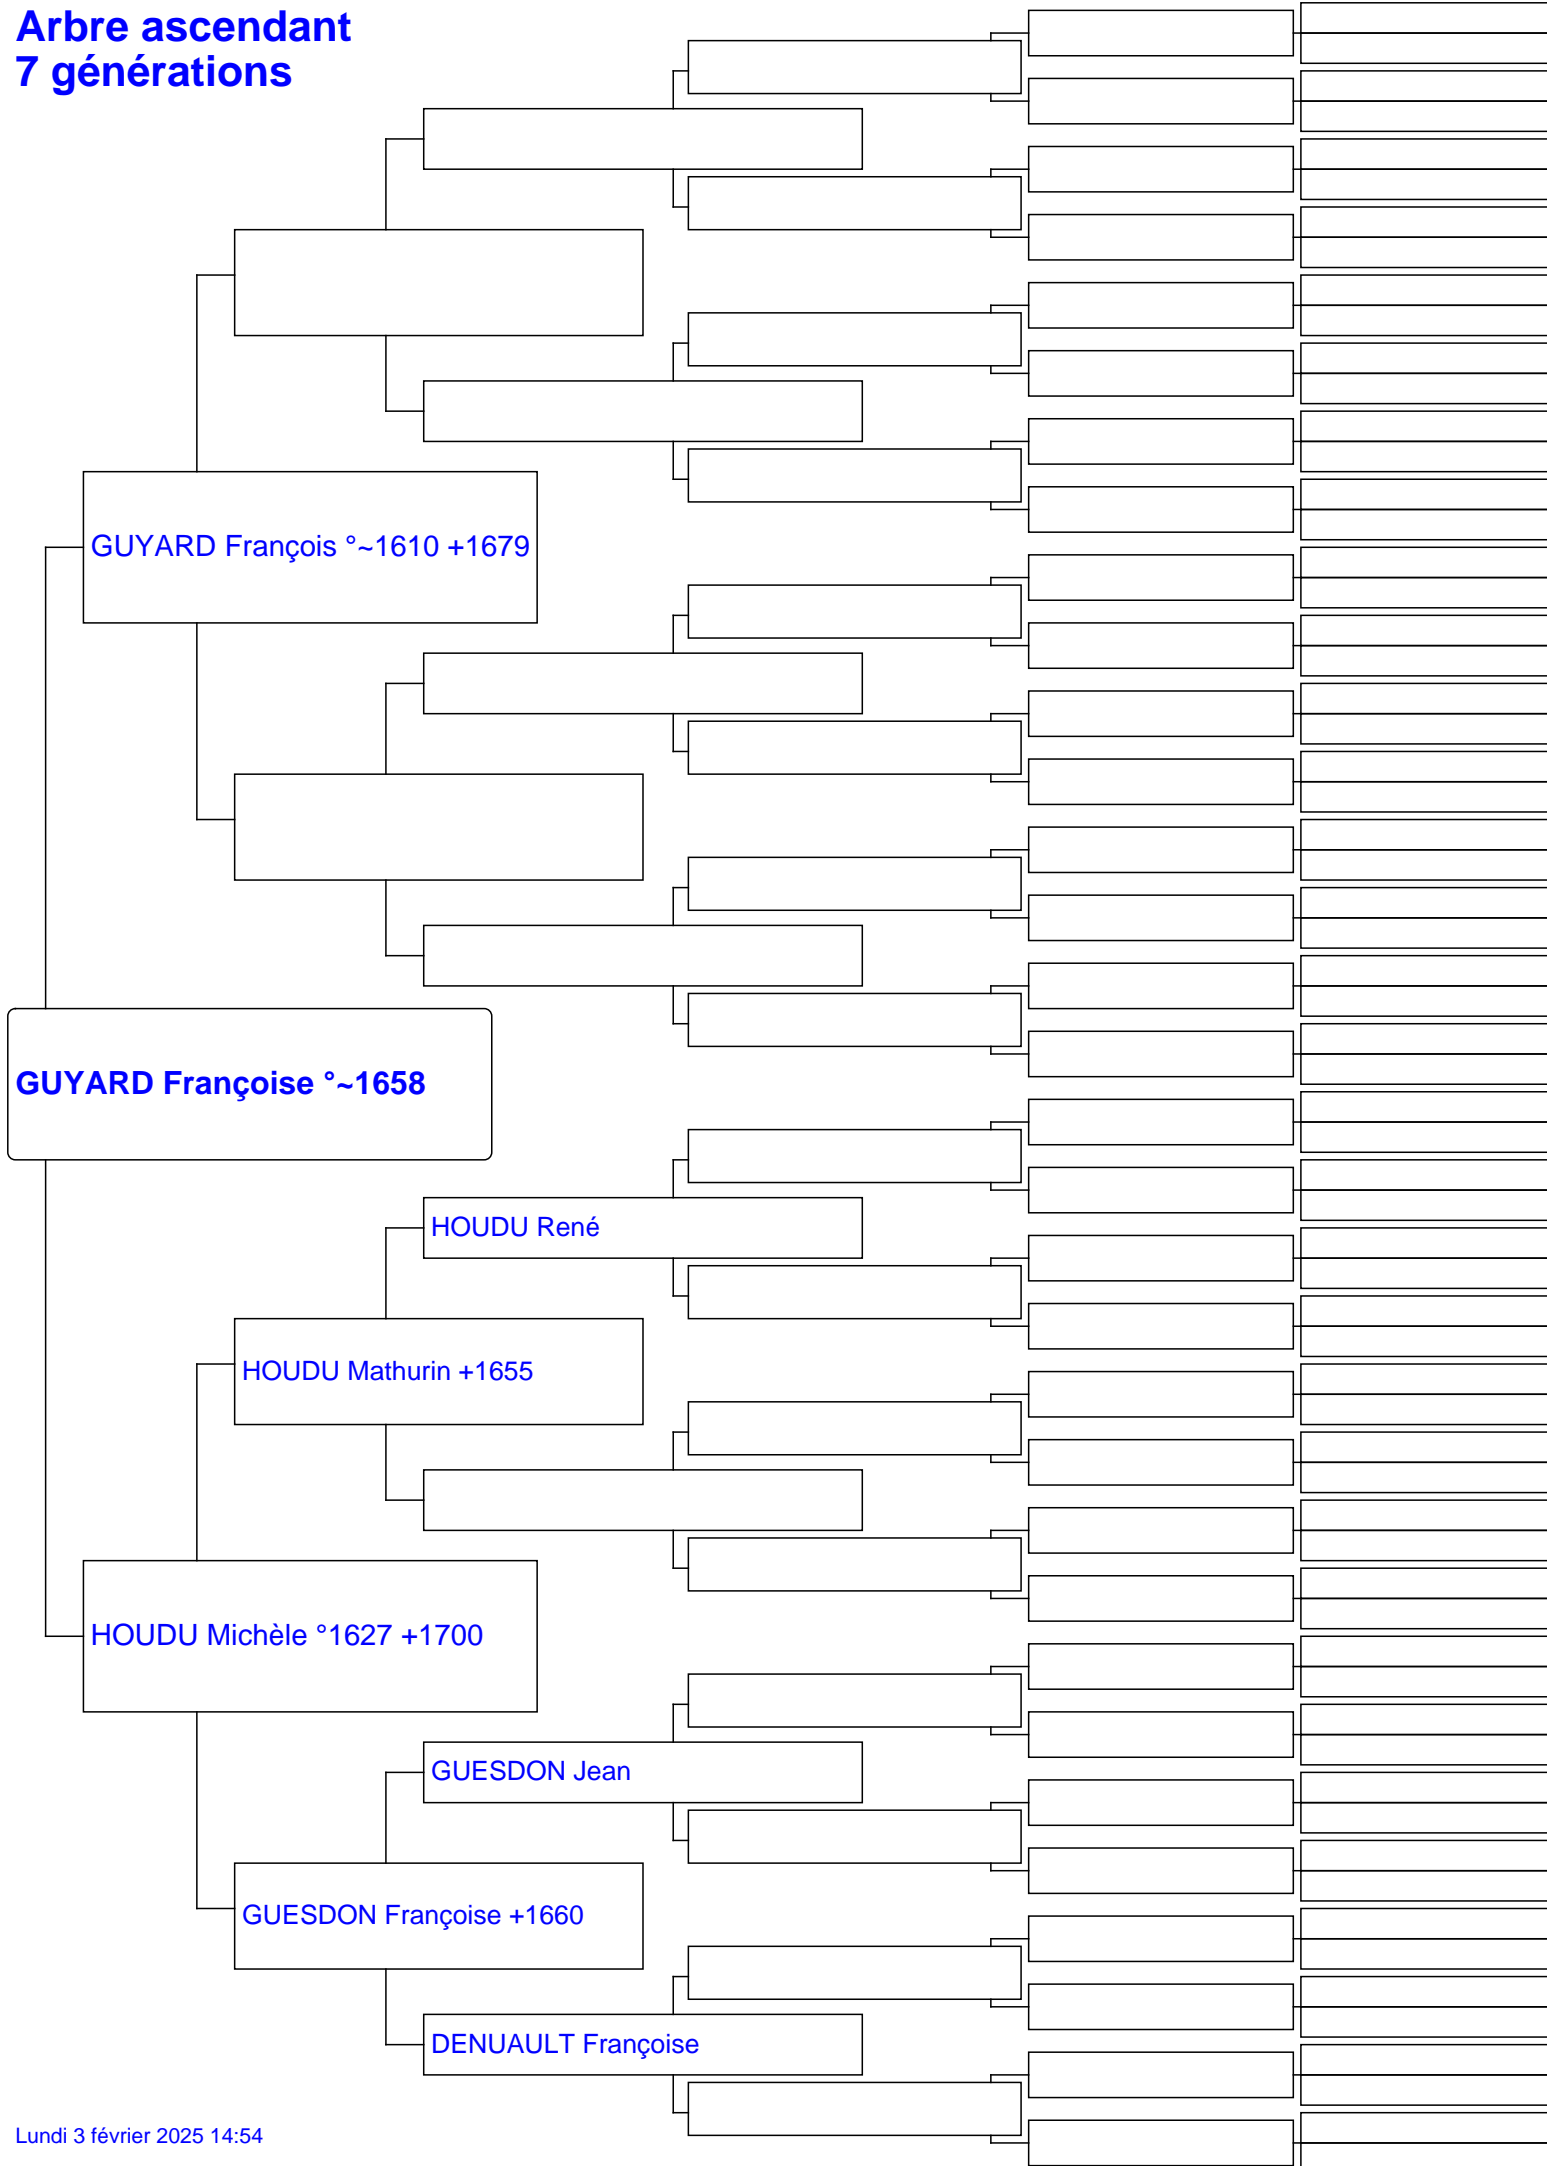 Arbre ascendant
7 générations
GUYARD François °~1610 +1679
GUYARD Françoise °~1658
HOUDU René
HOUDU Mathurin +1655
HOUDU Michèle °1627 +1700
GUESDON Jean
GUESDON Françoise +1660
DENUAULT Françoise
Lundi 3 février 2025 14:54